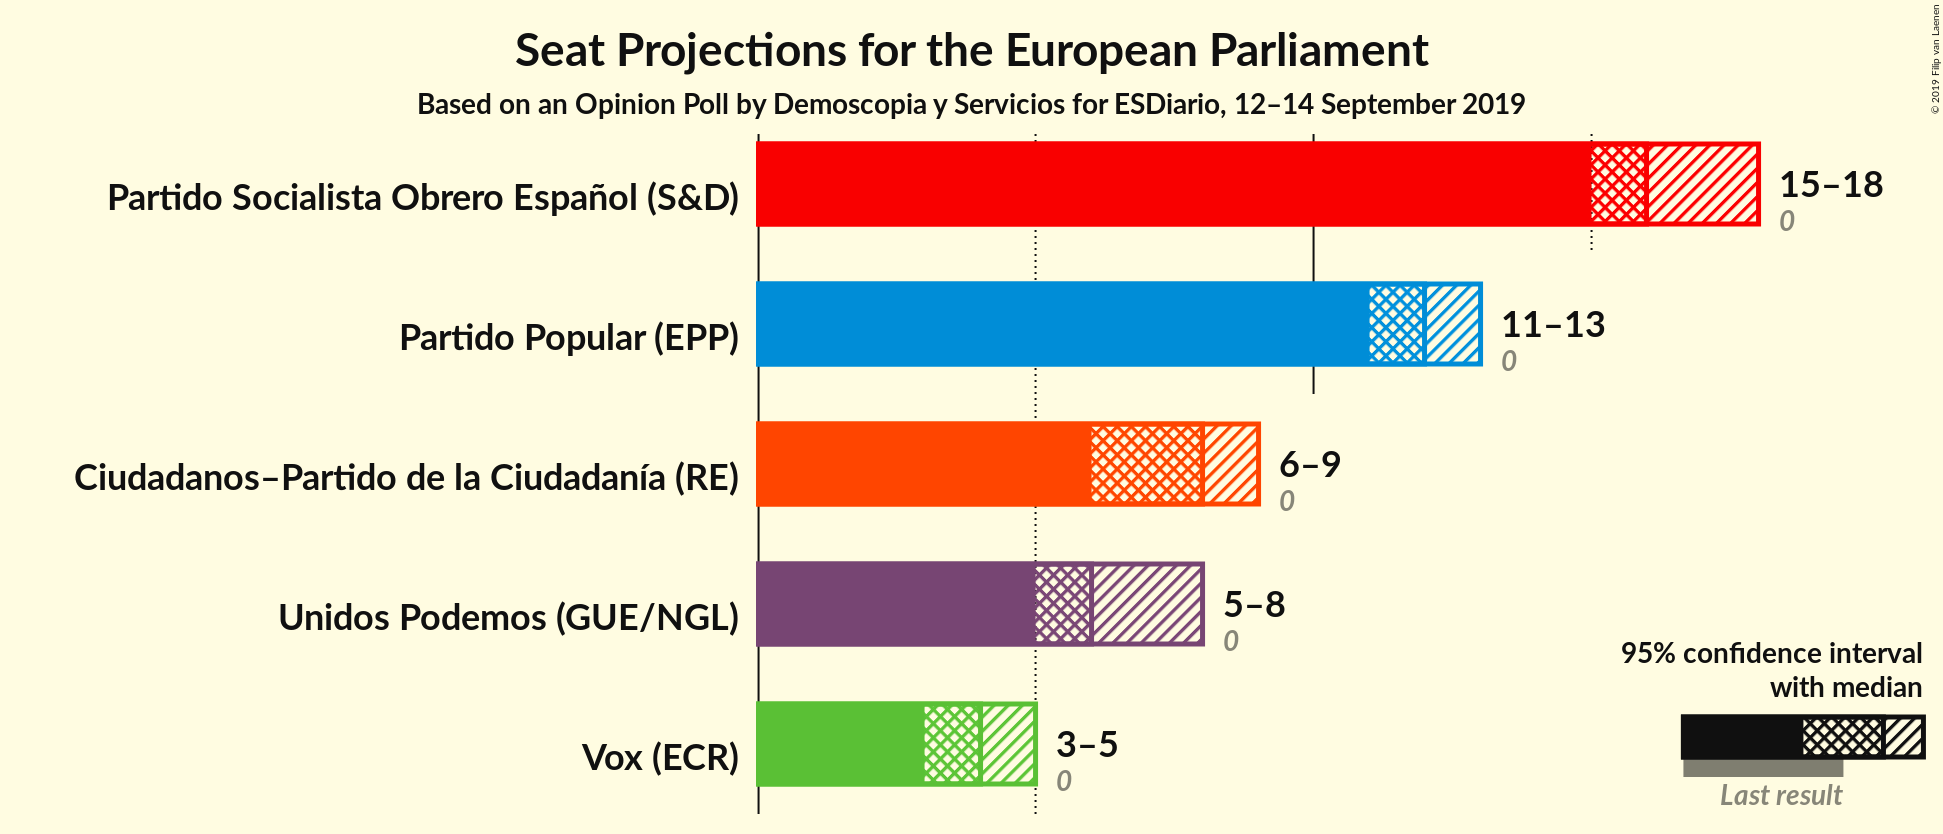 Seat Projections for the European Parliament
Based on an Opinion Poll by Demoscopia y Servicios for ESDiario, 12–14 September 2019
© 2019 Filip van Laenen
Partido Socialista Obrero Español (S&D)
15–18
0
Partido Popular (EPP)
11–13
0
Ciudadanos–Partido de la Ciudadanía (RE)
6–9
0
Unidos Podemos (GUE/NGL)
5–8
0
Vox (ECR)
3–5
0
95% confidence interval
with median
Last result